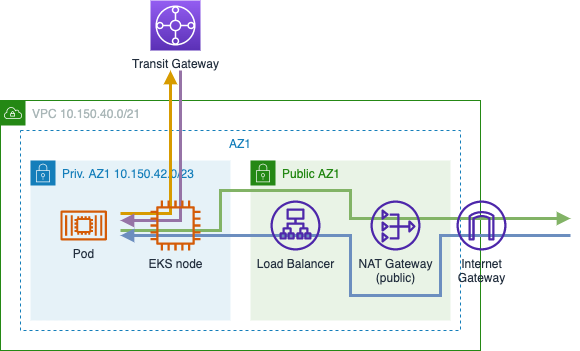 Transit Gateway
VPC 10.150.40.0/21
AZ1
Priv. AZ1 10.150.42.0/23
Public AZ1
Pod
EKS node
Load Balancer
NAT Gateway
(public)
Internet
Gateway